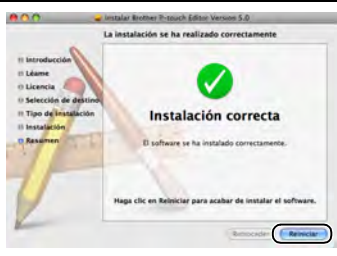 Instalar Brother P-touch Editor Version 5.0
La instalación se ha realizado correctamente
Introducción
Léame
Licencia
Selección de destino
Tipo de instalación
Instalación
Resumen
Instalación correcta
El software se ha instalado correctamente.
Haga clic en Reiniciar para acabar de instalar el software.
Retroceder
Reiniciar